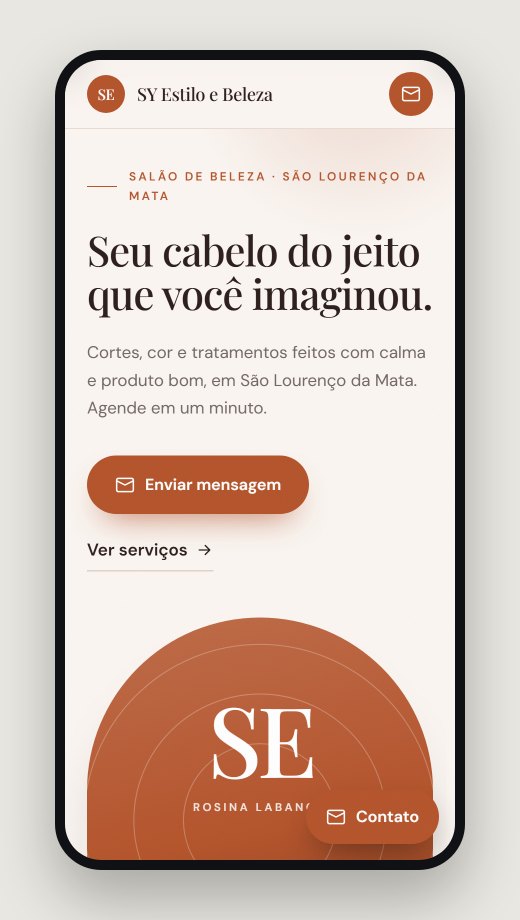 SE SY Estilo e Beleza
SALÃO DE BELEZA · SÃO LOURENÇO DA
MATA
Seu cabelo do jeito
que você imaginou.
Cortes, cor e tratamentos feitos com calma
e produto bom, em São Lourenço da Mata.
Agende em um minuto.
Enviar mensagem
Ver serviços →
SE
ROSINA
Contato